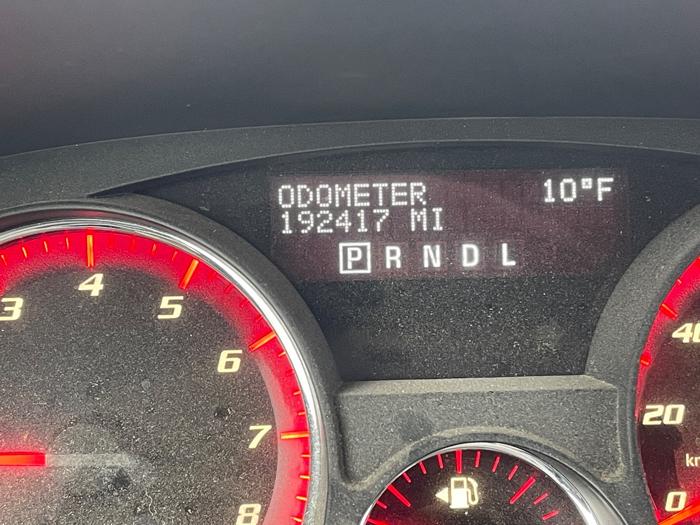 ODOMETER 10°F
192417 MI
P R N D L
3 4 5 6 7 8
40
20
0